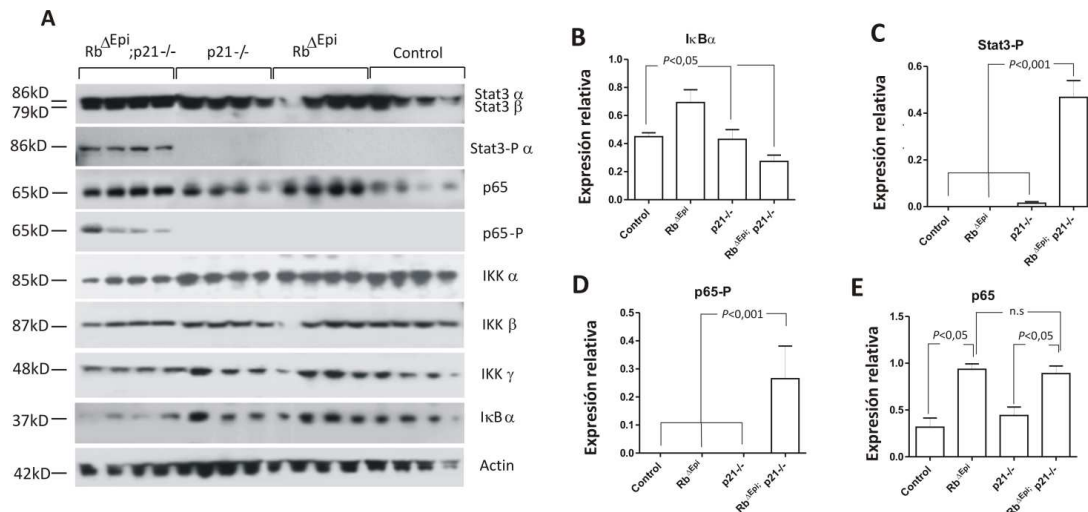 A
Rb ΔEpi ;p21-/-
p21-/-
Rb ΔEpi
Control
86kD
79kD
Stat3 α
Stat3 β
86kD
Stat3-P α
65kD
p65
65kD
p65-P
85kD
IKK α
87kD
IKK β
48kD
IKK γ
37kD
IκB α
42kD
Actin
B
IκBα
P<0,05
Expresión relativa
1.0
0.8
0.6
0.4
0.2
0.0
Control
Rb ΔEpi
p21-/-
Rb ΔEpi; p21-/-
C
Stat3-P
P<0,001
Expresión relativa
0.6
0.4
0.2
0.0
Control
Rb ΔEpi
p21-/-
Rb ΔEpi; p21-/-
D
p65-P
P<0,001
Expresión relativa
0.5
0.4
0.3
0.2
0.1
0.0
Control
Rb ΔEpi
p21-/-
Rb ΔEpi; p21-/-
E
p65
n.s
P<0,05
P<0,05
Expresión relativa
1.0
0.5
0.0
Control
Rb ΔEpi
p21-/-
Rb ΔEpi; p21-/-